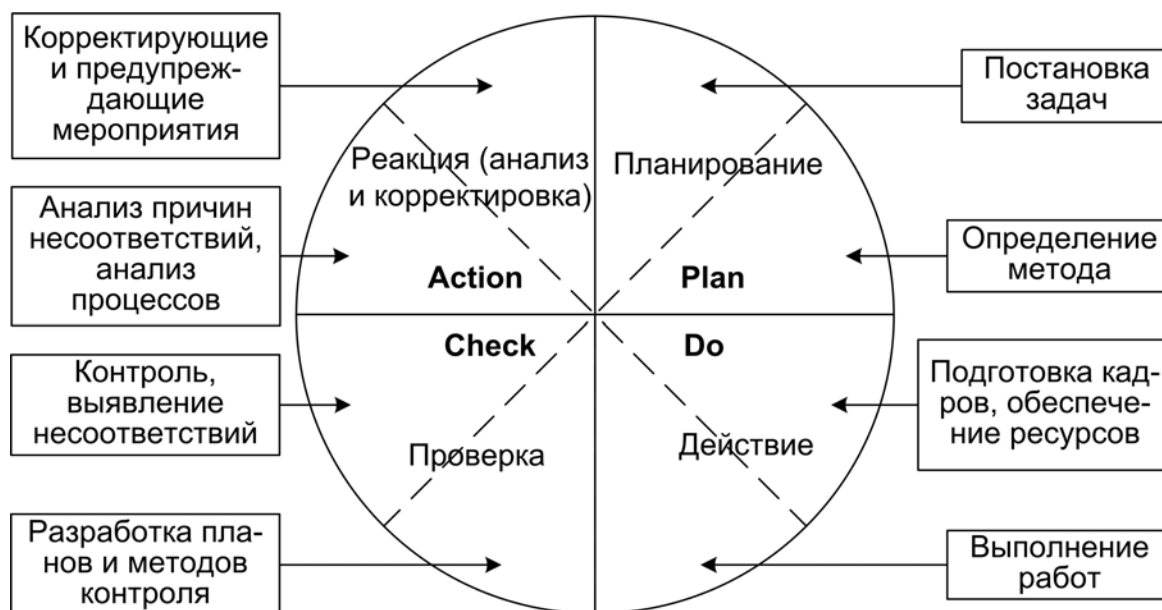 Корректирующие
и предупреж-
дающие
мероприятия
Постановка
задач
Реакция (анализ
и корректировка)
Планирование
Анализ причин
несоответствий,
анализ
процессов
Определение
метода
Action
Plan
Check
Do
Контроль,
выявление
несоответствий
Подготовка кад-
ров, обеспече-
ние ресурсов
Проверка
Действие
Разработка пла-
нов и методов
контроля
Выполнение
работ